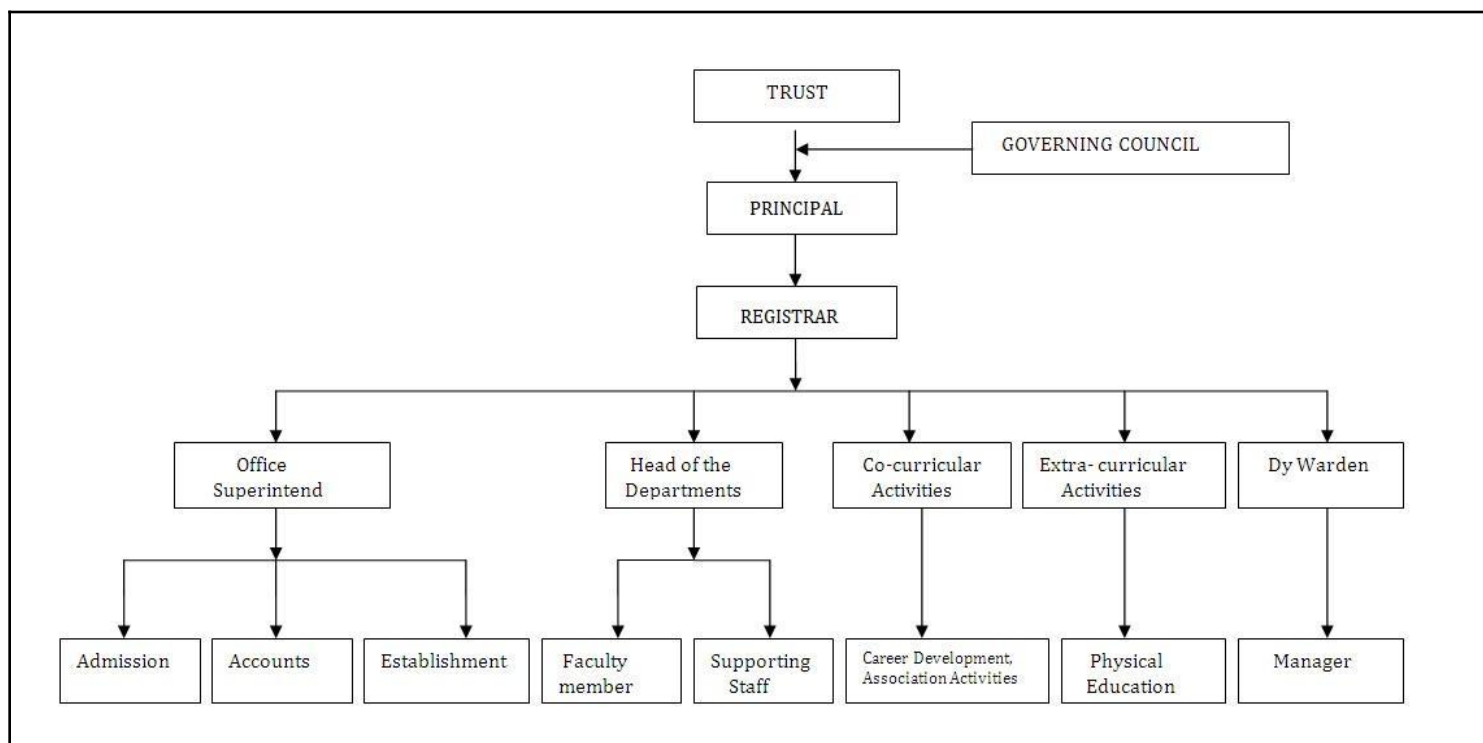 TRUST
GOVERNING COUNCIL
PRINCIPAL
REGISTRAR
Office
Superintend
Head of the
Departments
Co-curricular
Activities
Extra- curricular
Activities
Dy Warden
Admission
Accounts
Establishment
Faculty
member
Supporting
Staff
Career Development,
Association Activities
Physical
Education
Manager